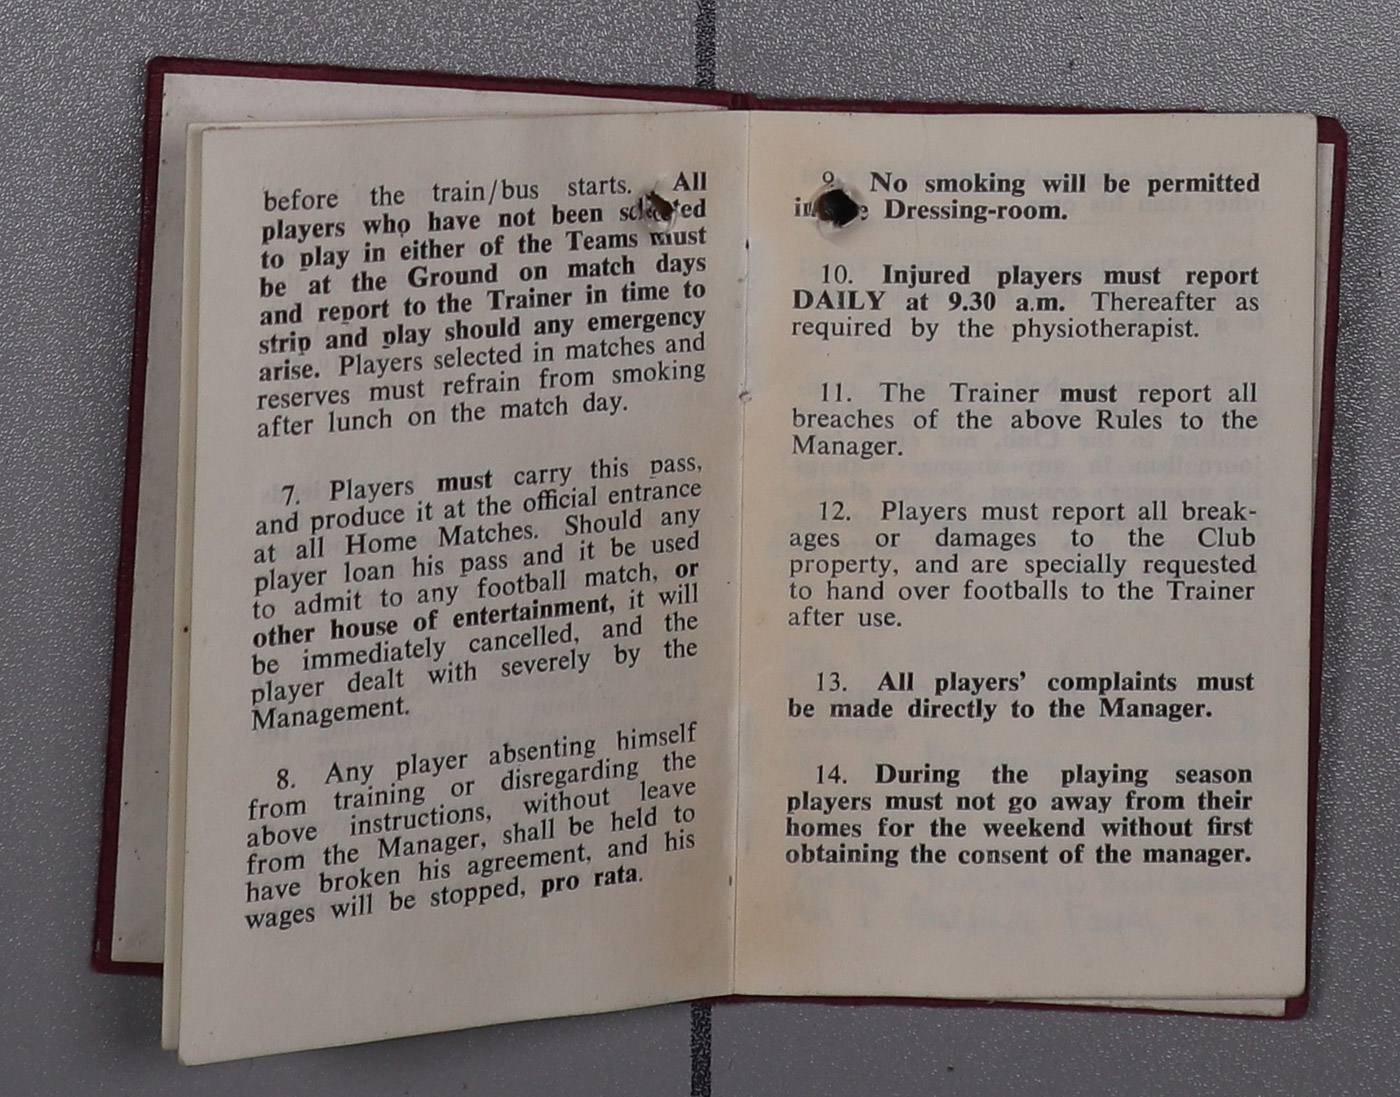 before the train/bus starts. All
players who have not been selected
to play in either of the Teams must
be at the Ground on match days
and report to the Trainer in time to
strip and play should any emergency
arise. Players selected in matches and
reserves must refrain from smoking
after lunch on the match day.
7. Players must carry this pass,
and produce it at the official entrance
at all Home Matches. Should any
player loan his pass and it be used
to admit to any football match, or
other house of entertainment, it will
be immediately cancelled, and the
player dealt with severely by the
Management.
8. Any player absenting himself
from training or disregarding the
above instructions, without leave
from the Manager, shall be held to
have broken his agreement, and his
wages will be stopped, pro rata.
9. No smoking will be permitted
in the Dressing-room.
10. Injured players must report
DAILY at 9.30 a.m. Thereafter as
required by the physiotherapist.
11. The Trainer must report all
breaches of the above Rules to the
Manager.
12. Players must report all break-
ages or damages to the Club
property, and are specially requested
to hand over footballs to the Trainer
after use.
13. All players' complaints must
be made directly to the Manager.
14. During the playing season
players must not go away from their
homes for the weekend without first
obtaining the consent of the manager.